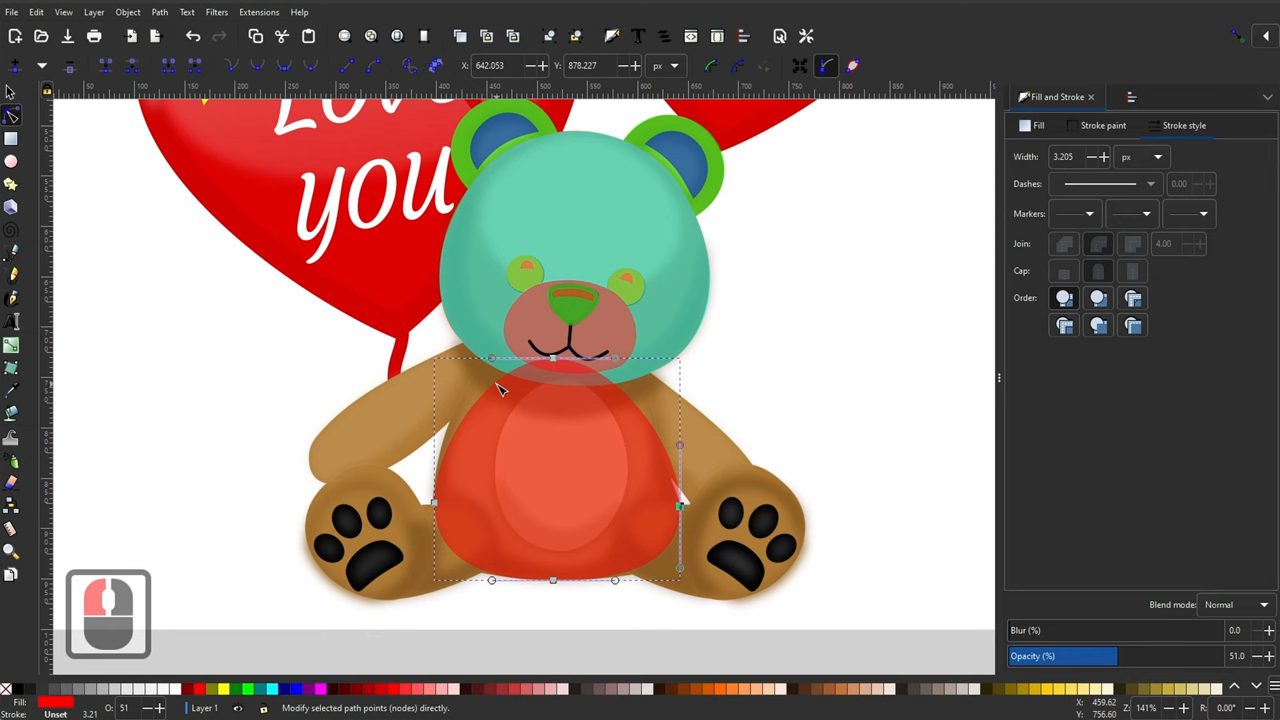 File Edit View Layer Object Path Text Filters Extensions Help
X: 642.053 Y: 878.227 px
Fill and Stroke
Fill Stroke paint Stroke style
Width: 3.205 px
Dashes: 0.00
Markers:
Join: 4.00
Cap:
Order:
Love
you
Blend mode: Normal
Blur (%) 0.0
Opacity (%) 51.0
Fill: O: 51 Layer 1 Modify selected path points (nodes) directly. X: 459.62 Z: 141% R: 0.00°
Stroke: Unset 3.21 Y: 756.60